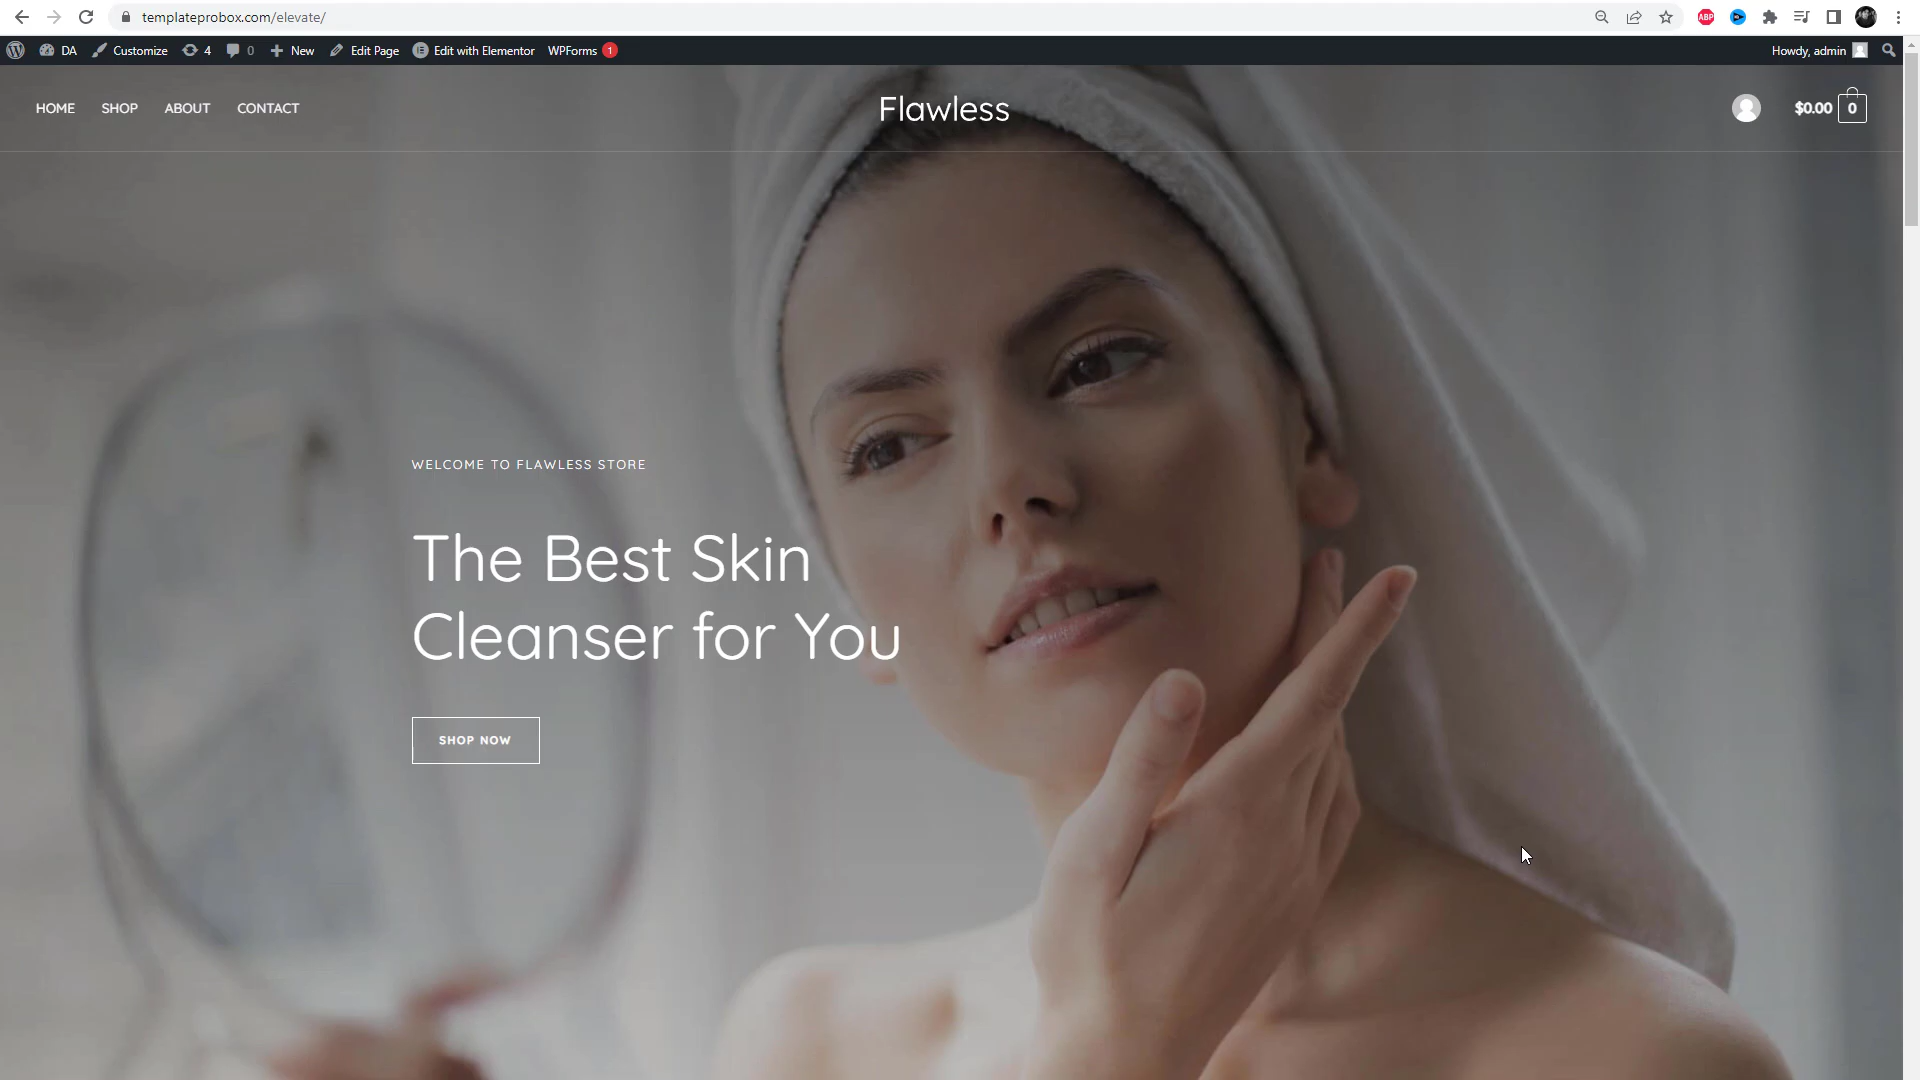 templateprobox.com/elevate/
ABP
DA Customize 4 0 New Edit Page Edit with Elementor WPForms 1 Howdy, admin
HOME SHOP ABOUT CONTACT Flawless $0.00 0
WELCOME TO FLAWLESS STORE
The Best Skin
Cleanser for You
SHOP NOW